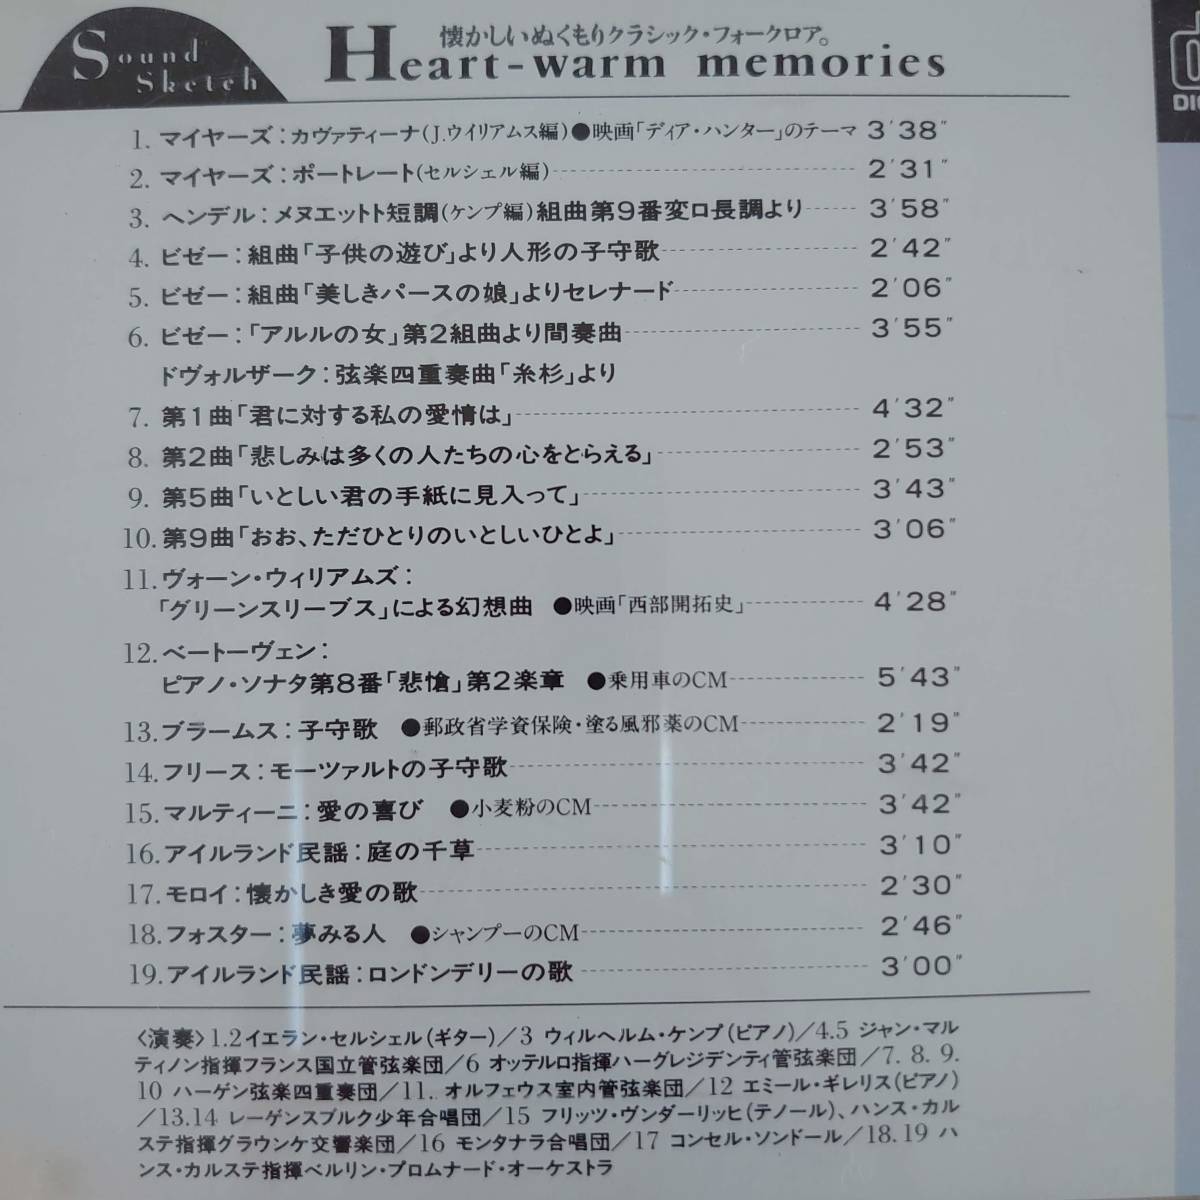 Sound
Sketch
懐かしいぬくもりクラシック・フォークロア。
Heart-warm memories
DI
1. マイヤーズ：カヴァティーナ(J.ウイリアムス編)●映画「ディア・ハンター」のテーマ 3'38"
2. マイヤーズ：ポートレート(セルシェル編) 2'31"
3. ヘンデル：メヌエットト短調(ケンプ編)組曲第9番変ロ長調より 3'58"
4. ビゼー：組曲「子供の遊び」より人形の子守歌 2'42"
5. ビゼー：組曲「美しきパースの娘」よりセレナード 2'06"
6. ビゼー：「アルルの女」第2組曲より間奏曲 3'55"
ドヴォルザーク：弦楽四重奏曲「糸杉」より
7. 第1曲「君に対する私の愛情は」 4'32"
8. 第2曲「悲しみは多くの人たちの心をとらえる」 2'53"
9. 第5曲「いとしい君の手紙に見入って」 3'43"
10. 第9曲「おお、ただひとりのいとしいひとよ」 3'06"
11. ヴォーン・ウィリアムズ：
「グリーンスリーブス」による幻想曲 ●映画「西部開拓史」 4'28"
12. ベートーヴェン：
ピアノ・ソナタ第8番「悲愴」第2楽章 ●乗用車のCM 5'43"
13. ブラームス：子守歌 ●郵政省学資保険・塗る風邪薬のCM 2'19"
14. フリース：モーツァルトの子守歌 3'42"
15. マルティーニ：愛の喜び ●小麦粉のCM 3'42"
16. アイルランド民謡：庭の千草 3'10"
17. モロイ：懐かしき愛の歌 2'30"
18. フォスター：夢みる人 ●シャンプーのCM 2'46"
19. アイルランド民謡：ロンドンデリーの歌 3'00"
〈演奏〉1.2イエラン・セルシェル(ギター)/3 ウィルヘルム・ケンプ(ピアノ)/4.5 ジャン・マル
ティノン指揮フランス国立管弦楽団/6 オッテルロ指揮ハーグレジデンティ管弦楽団/7. 8. 9.
10 ハーゲン弦楽四重奏団/11. オルフェウス室内管弦楽団/12 エミール・ギレリス(ピアノ)
/13.14 レーゲンスブルク少年合唱団/15 フリッツ・ヴンダーリッヒ(テノール)、ハンス・カル
ステ指揮グラウンケ交響楽団/16 モンタナラ合唱団/17 コンセル・ソンドール/18.19 ハ
ンス・カルステ指揮ベルリン・プロムナード・オーケストラ